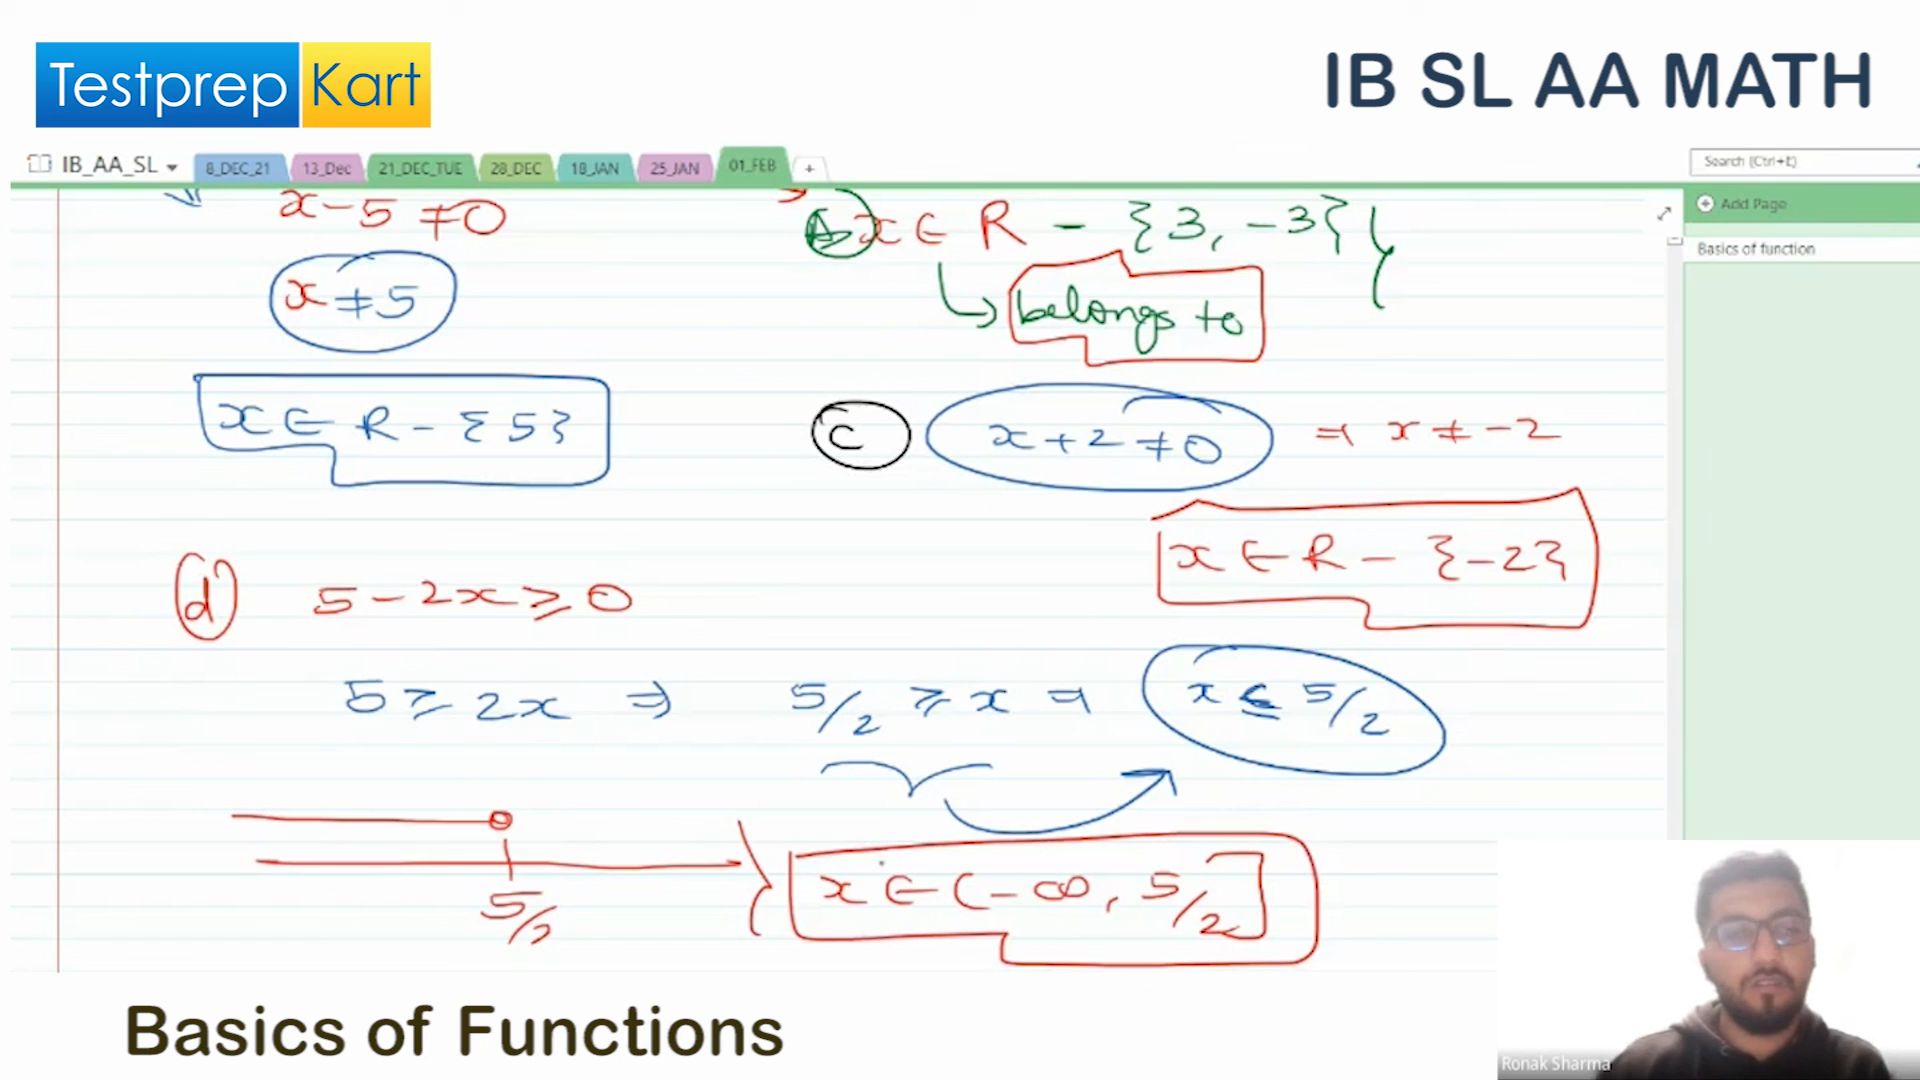 Testprep Kart
IB SL AA MATH
IB_AA_SL
8_DEC_21
13_Dec
21_DEC_TUE
28_DEC
18_JAN
25_JAN
01_FEB
+
Search (Ctrl+E)
Add Page
Basics of function
x-5 ≠ 0
x ≠ 5
x ∈ R - {5}
x ∈ R - {3, -3}
belongs to
C x+2 ≠ 0 ⇒ x ≠ -2
x ∈ R - {-2}
d 5-2x ≥ 0
5 ≥ 2x ⇒ 5/2 ≥ x ⇒ x ≤ 5/2
5/2
x ∈ (-∞, 5/2]
Basics of Functions
Ronak Sharma